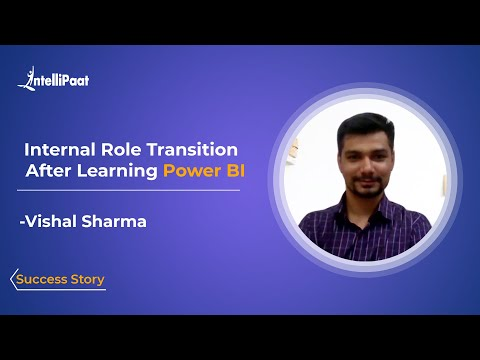 intelliPaat
Internal Role Transition
After Learning Power BI
-Vishal Sharma
Success Story